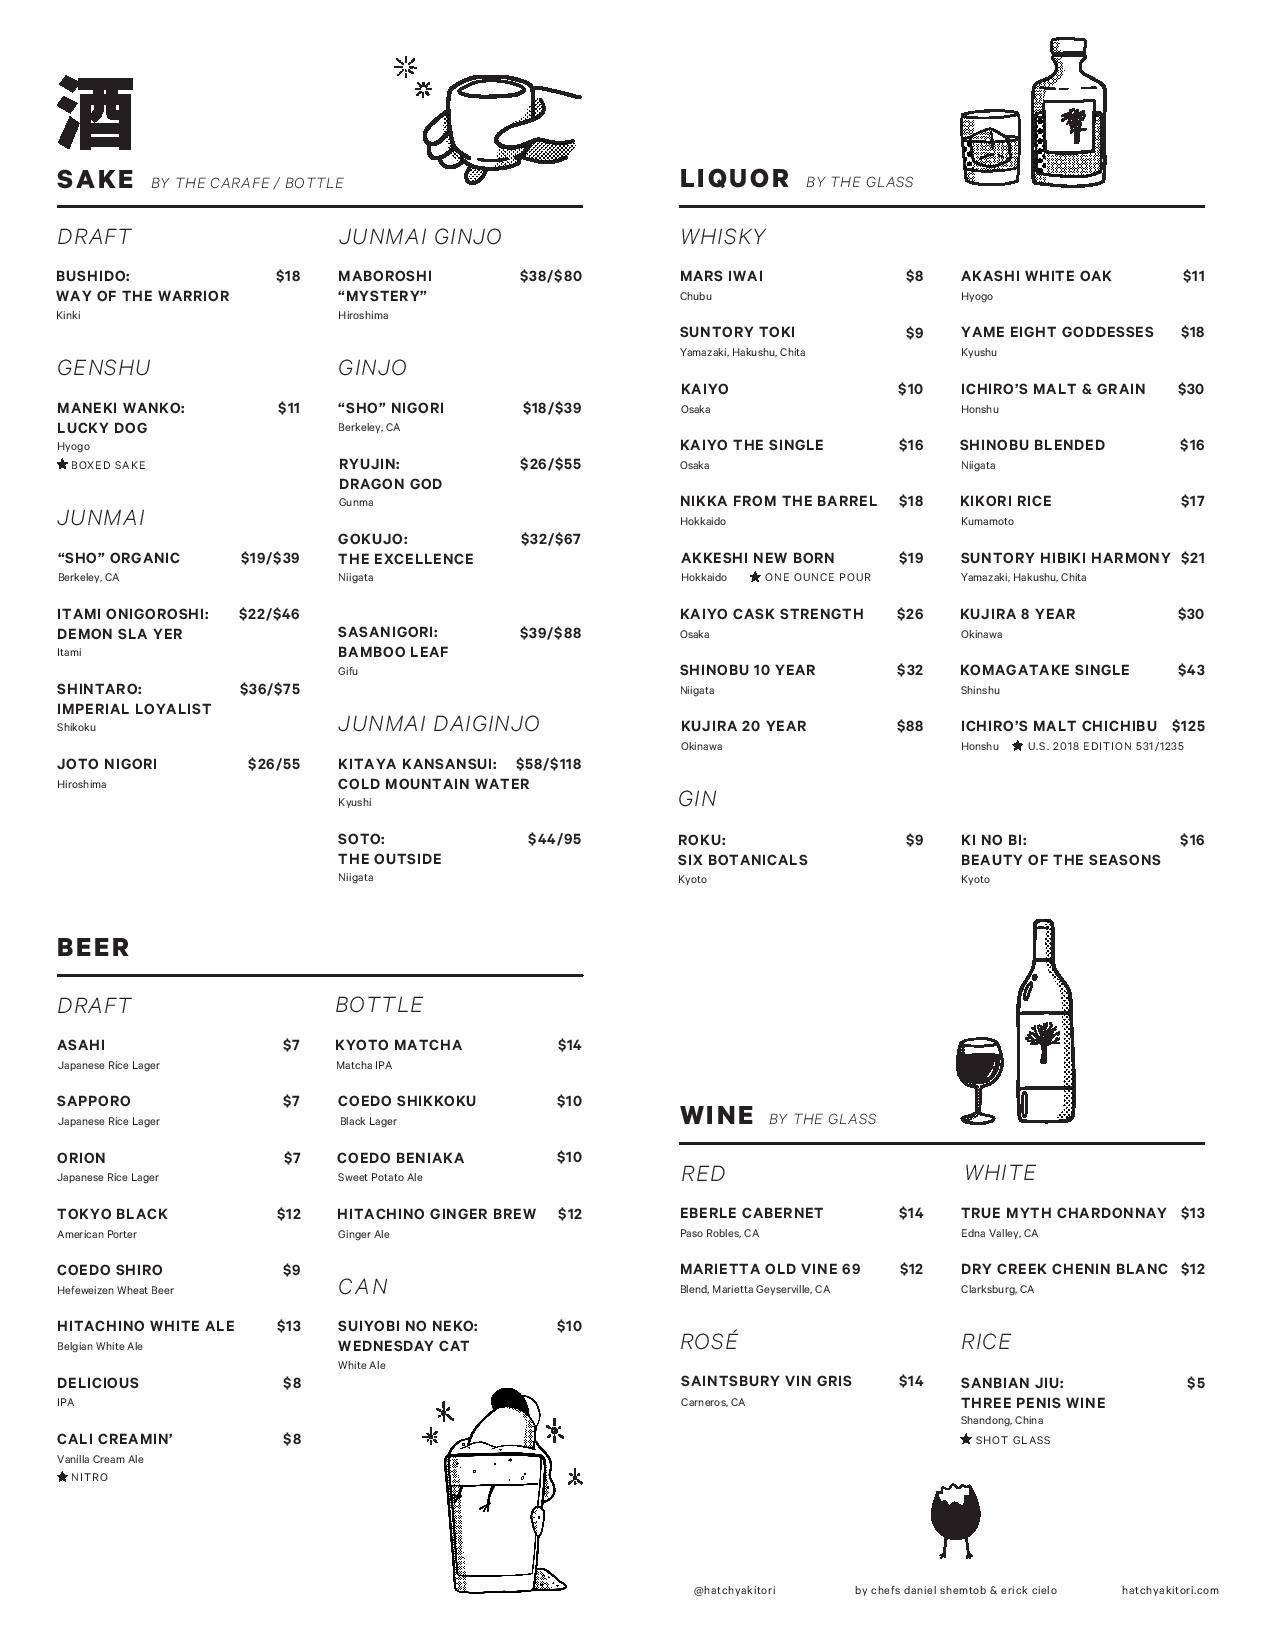 酒
SAKE BY THE CARAFE / BOTTLE
DRAFT
BUSHIDO: $18
WAY OF THE WARRIOR
Kinki
GENSHU
MANEKI WANKO: $11
LUCKY DOG
Hyogo
★ BOXED SAKE
JUNMAI
“SHO” ORGANIC $19/$39
Berkeley, CA
ITAMI ONIGOROSHI: $22/$46
DEMON SLA YER
Itami
SHINTARO: $36/$75
IMPERIAL LOYALIST
Shikoku
JOTO NIGORI $26/55
Hiroshima
JUNMAI GINJO
MABOROSHI $38/$80
“MYSTERY”
Hiroshima
GINJO
“SHO” NIGORI $18/$39
Berkeley, CA
RYUJIN: $26/$55
DRAGON GOD
Gunma
GOKUJO: $32/$67
THE EXCELLENCE
Niigata
SASANIGORI: $39/$88
BAMBOO LEAF
Gifu
JUNMAI DAIGINJO
KITAYA KANSANSUI: $58/$118
COLD MOUNTAIN WATER
Kyushi
SOTO: $44/95
THE OUTSIDE
Niigata
BEER
DRAFT
ASAHI $7
Japanese Rice Lager
SAPPORO $7
Japanese Rice Lager
ORION $7
Japanese Rice Lager
TOKYO BLACK $12
American Porter
COEDO SHIRO $9
Hefeweizen Wheat Beer
HITACHINO WHITE ALE $13
Belgian White Ale
DELICIOUS $8
IPA
CALI CREAMIN’ $8
Vanilla Cream Ale
★ NITRO
BOTTLE
KYOTO MATCHA $14
Matcha IPA
COEDO SHIKKOKU $10
Black Lager
COEDO BENIAKA $10
Sweet Potato Ale
HITACHINO GINGER BREW $12
Ginger Ale
CAN
SUIYOBI NO NEKO: $10
WEDNESDAY CAT
White Ale
LIQUOR BY THE GLASS
WHISKY
MARS IWAI $8
Chubu
SUNTORY TOKI $9
Yamazaki, Hakushu, Chita
KAIYO $10
Osaka
KAIYO THE SINGLE $16
Osaka
NIKKA FROM THE BARREL $18
Hokkaido
AKKESHI NEW BORN $19
Hokkaido ★ ONE OUNCE POUR
KAIYO CASK STRENGTH $26
Osaka
SHINOBU 10 YEAR $32
Niigata
KUJIRA 20 YEAR $88
Okinawa
AKASHI WHITE OAK $11
Hyogo
YAME EIGHT GODDESSES $18
Kyushu
ICHIRO’S MALT & GRAIN $30
Honshu
SHINOBU BLENDED $16
Niigata
KIKORI RICE $17
Kumamoto
SUNTORY HIBIKI HARMONY $21
Yamazaki, Hakushu, Chita
KUJIRA 8 YEAR $30
Okinawa
KOMAGATAKE SINGLE $43
Shinshu
ICHIRO’S MALT CHICHIBU $125
Honshu ★ U.S. 2018 EDITION 531/1235
GIN
ROKU: $9
SIX BOTANICALS
Kyoto
KI NO BI: $16
BEAUTY OF THE SEASONS
Kyoto
WINE BY THE GLASS
RED
EBERLE CABERNET $14
Paso Robles, CA
MARIETTA OLD VINE 69 $12
Blend, Marietta Geyserville, CA
ROSÉ
SAINTSBURY VIN GRIS $14
Carneros, CA
WHITE
TRUE MYTH CHARDONNAY $13
Edna Valley, CA
DRY CREEK CHENIN BLANC $12
Clarksburg, CA
RICE
SANBIAN JIU: $5
THREE PENIS WINE
Shandong, China
★ SHOT GLASS
@hatchyakitori by chefs daniel shemtob & erick cielo hatchyakitori.com